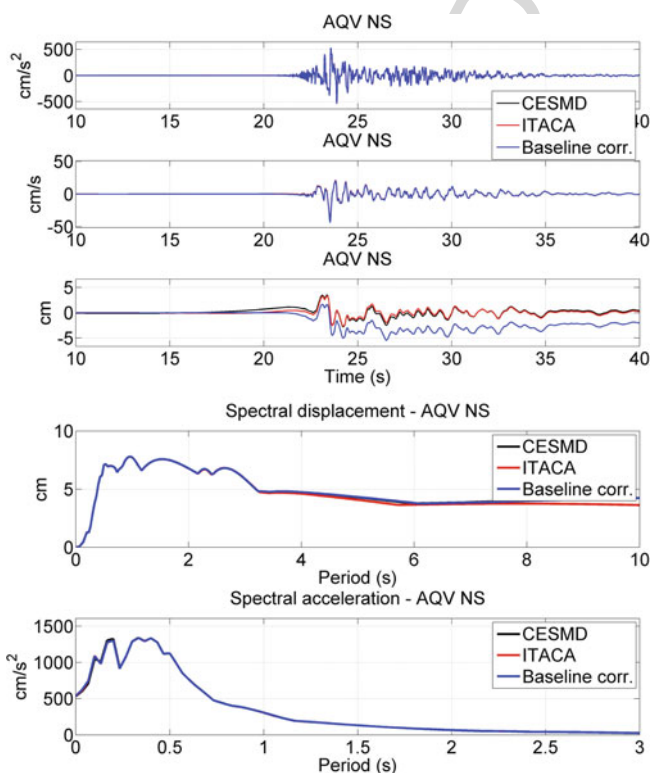 AQV NS
cm/s²
500
0
-500
10 15 20 25 30 35 40
CESMD
ITACA
Baseline corr.
AQV NS
cm/s
50
0
-50
10 15 20 25 30 35 40
AQV NS
cm
5
0
-5
10 15 20 25 30 35 40
Time (s)
Spectral displacement - AQV NS
cm
10
5
0
CESMD
ITACA
Baseline corr.
0 2 4 6 8 10
Period (s)
Spectral acceleration - AQV NS
cm/s²
1500
1000
500
0
CESMD
ITACA
Baseline corr.
0 0.5 1 1.5 2 2.5 3
Period (s)